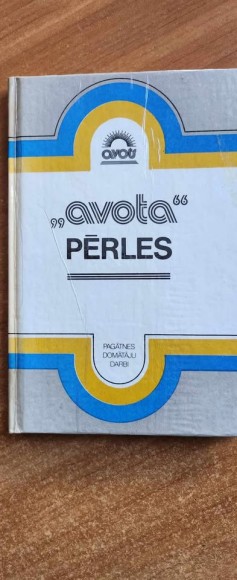 avots
„avota“
PĒRLES
PAGĀTNES
DOMĀTĀJU
DARBI